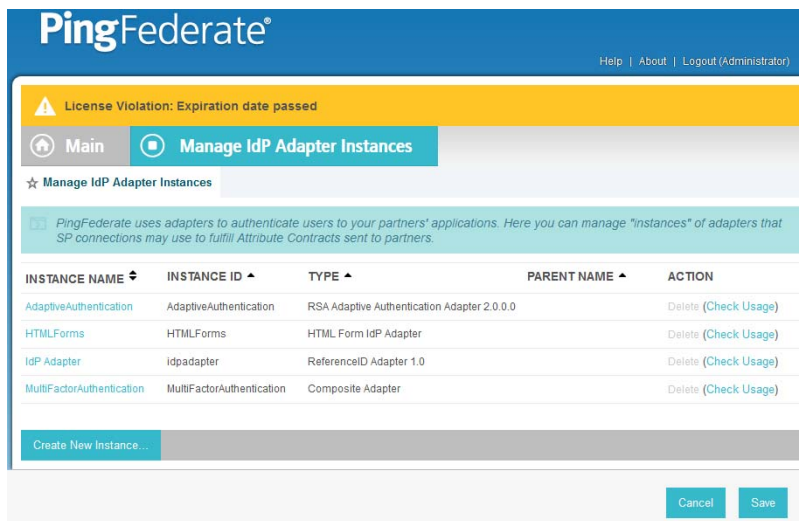 PingFederate®
Help | About | Logout (Administrator)
License Violation: Expiration date passed
Main
Manage IdP Adapter Instances
Manage IdP Adapter Instances
PingFederate uses adapters to authenticate users to your partners' applications. Here you can manage "instances" of adapters that
SP connections may use to fulfill Attribute Contracts sent to partners.
INSTANCE NAME INSTANCE ID TYPE PARENT NAME ACTION
AdaptiveAuthentication AdaptiveAuthentication RSA Adaptive Authentication Adapter 2.0.0.0 Delete (Check Usage)
HTMLForms HTMLForms HTML Form IdP Adapter Delete (Check Usage)
IdP Adapter idpadapter ReferenceID Adapter 1.0 Delete (Check Usage)
MultiFactorAuthentication MultiFactorAuthentication Composite Adapter Delete (Check Usage)
Create New Instance...
Cancel Save